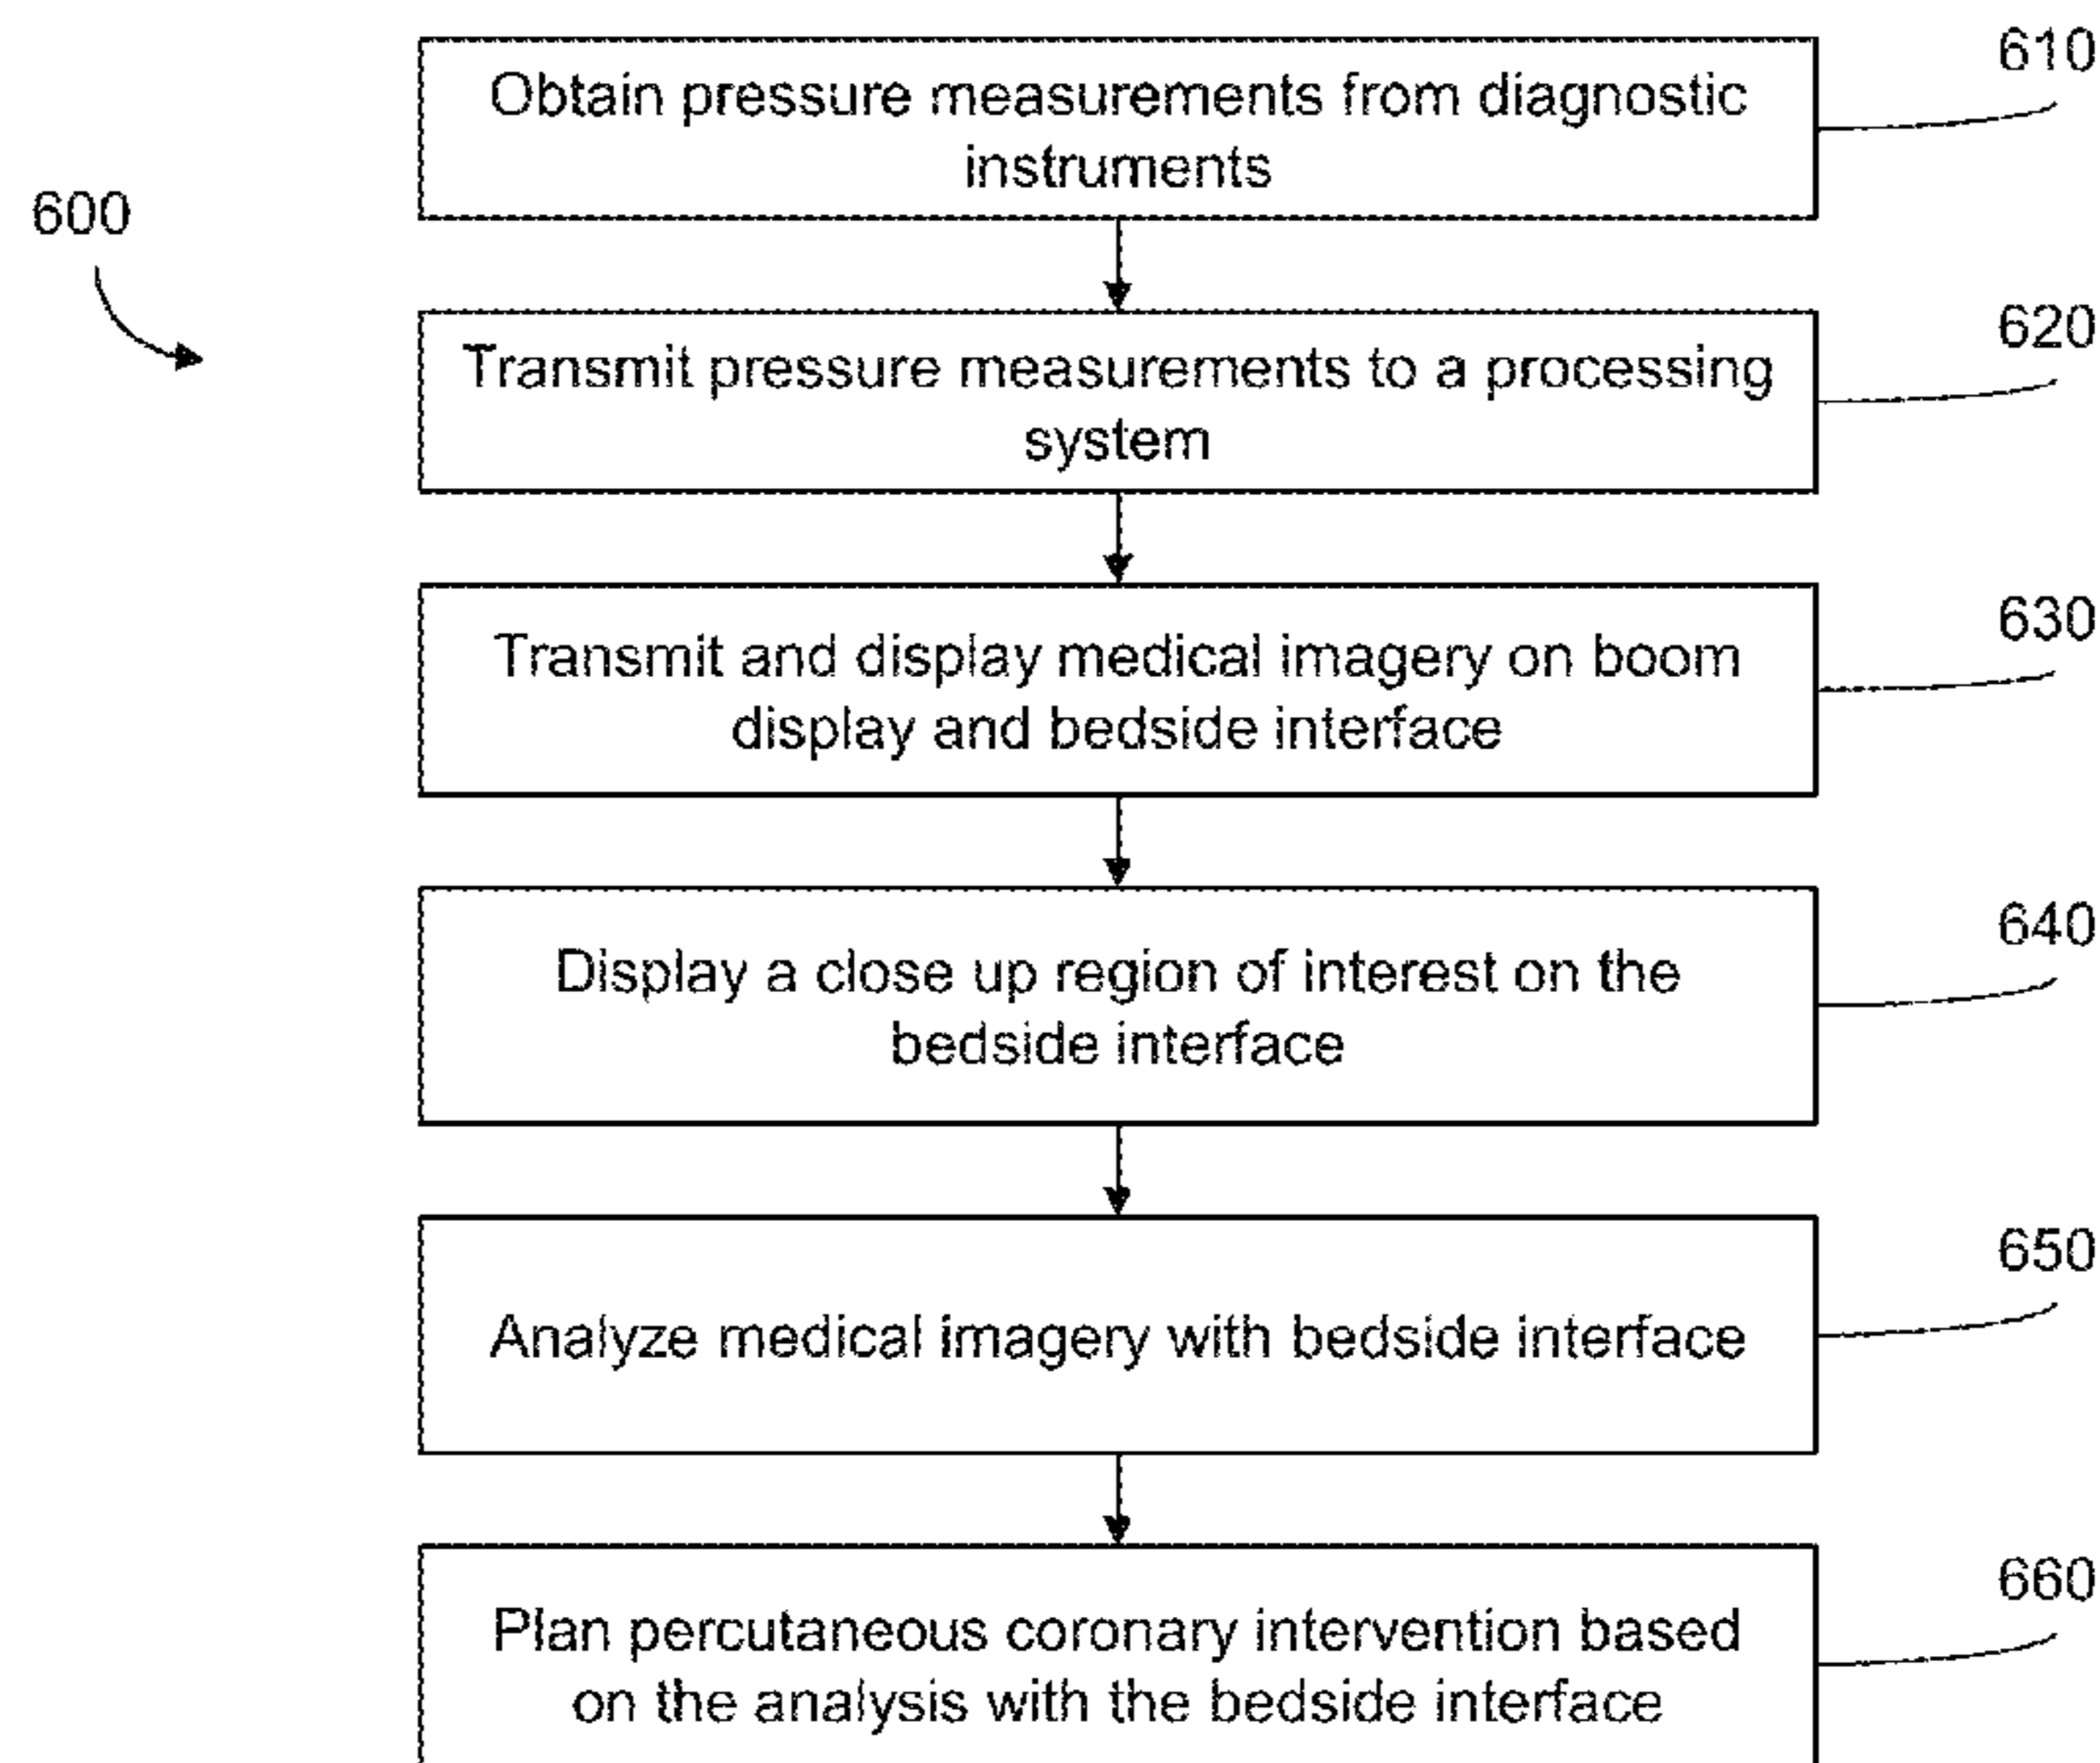 610
Obtain pressure measurements from diagnostic
instruments
600
620
Transmit pressure measurements to a processing
system
630
Transmit and display medical imagery on boom
display and bedside interface
640
Display a close up region of interest on the
bedside interface
650
Analyze medical imagery with bedside interface
660
Plan percutaneous coronary intervention based
on the analysis with the bedside interface